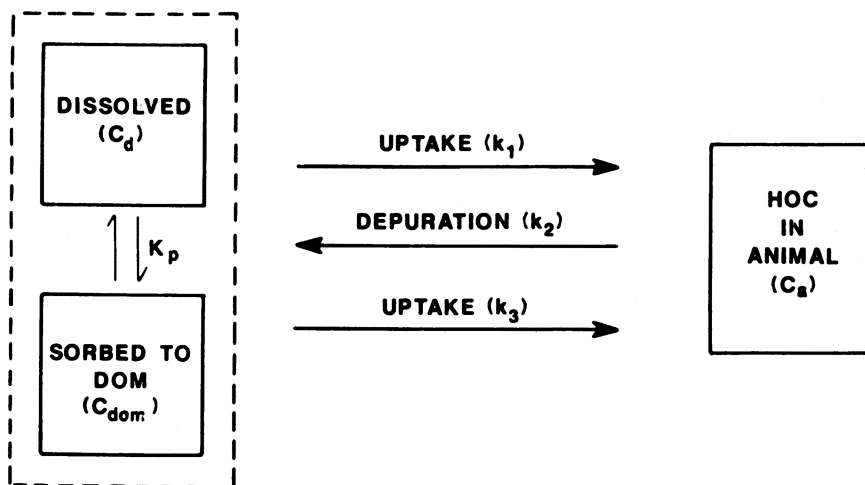 DISSOLVED
(C_d)
K_p
SORBED TO
DOM
(C_dom)
UPTAKE (k_1)
DEPURATION (k_2)
UPTAKE (k_3)
HOC
IN
ANIMAL
(C_a)